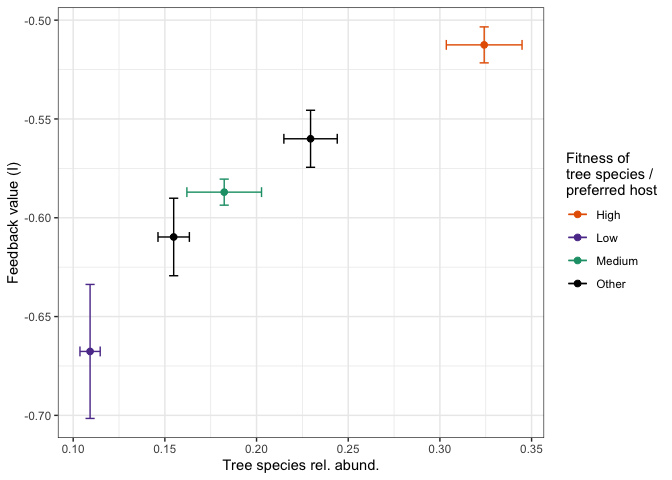 -0.50
-0.55
-0.60
-0.65
-0.70
Feedback value (I)
0.10 0.15 0.20 0.25 0.30 0.35
Tree species rel. abund.
Fitness of
tree species /
preferred host
High
Low
Medium
Other